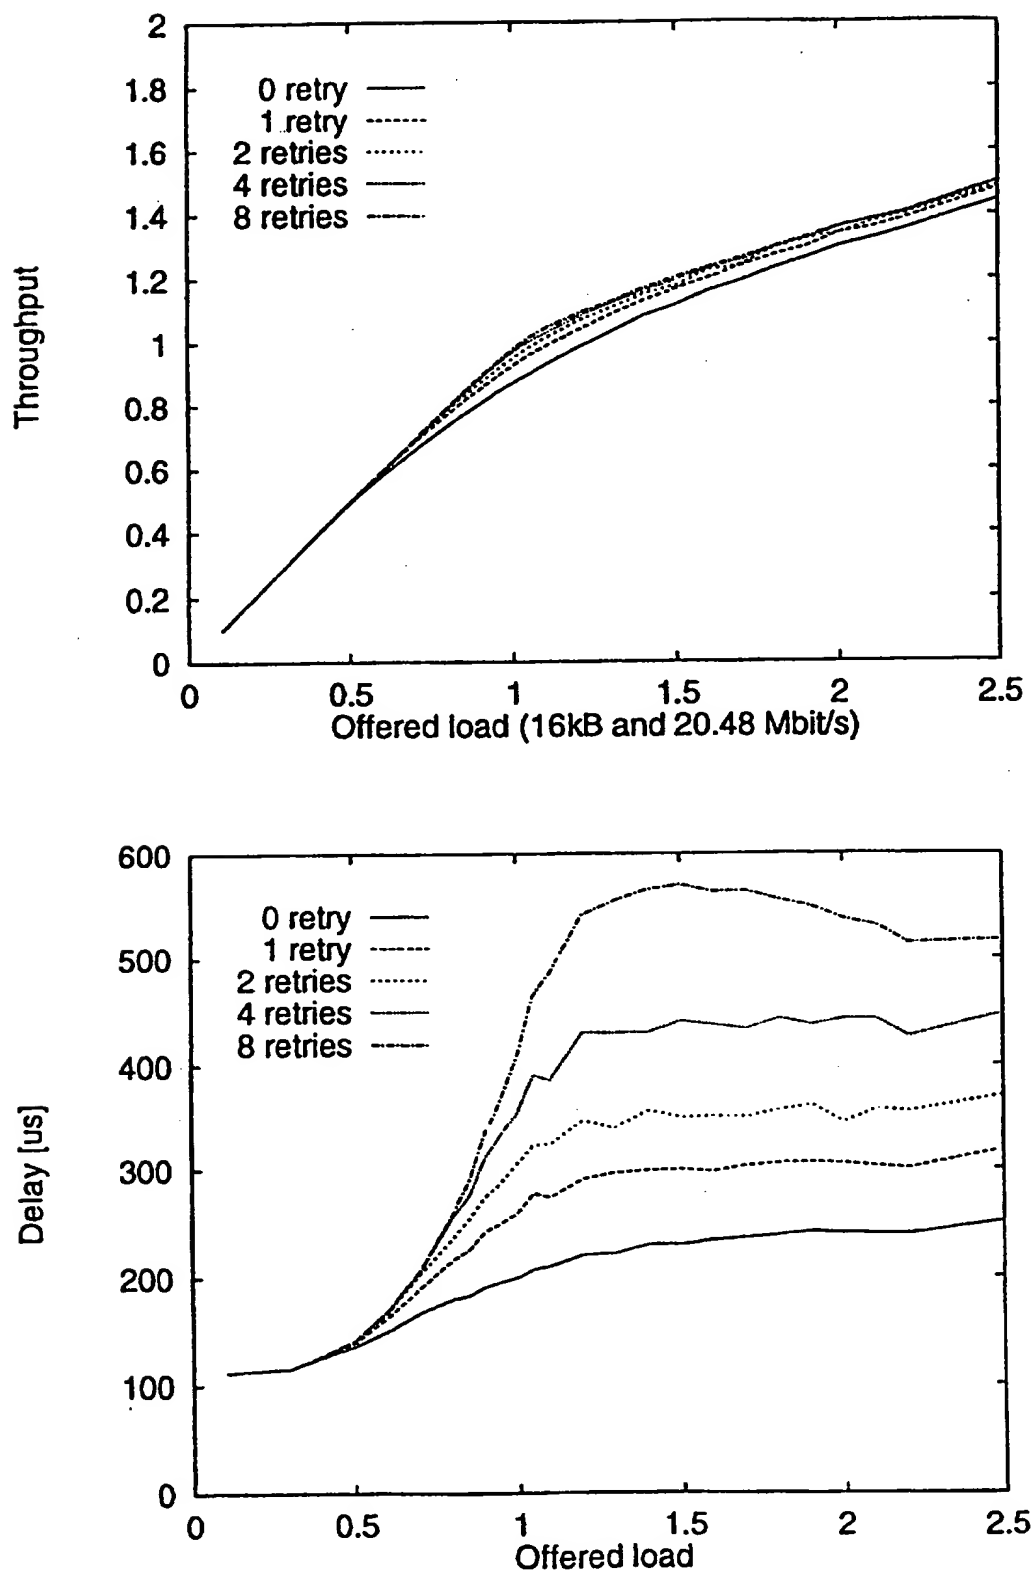 2
1.8
1.6
1.4
1.2
1
0.8
0.6
0.4
0.2
0
Throughput
0 retry
1 retry
2 retries
4 retries
8 retries
0 0.5 1 1.5 2 2.5
Offered load (16kB and 20.48 Mbit/s)
600
500
400
300
200
100
0
Delay [us]
0 retry
1 retry
2 retries
4 retries
8 retries
0 0.5 1 1.5 2 2.5
Offered load